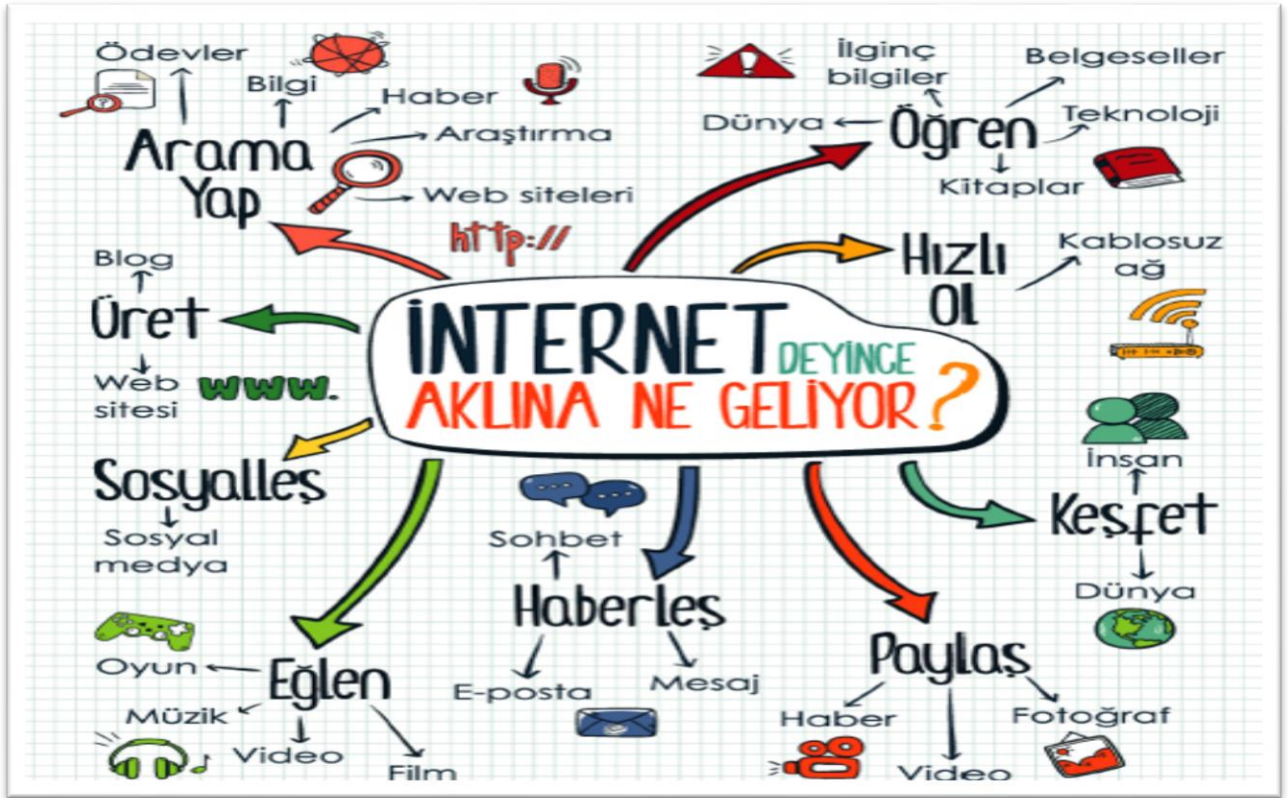 İNTERNET DEYİNCE
AKLINA NE GELİYOR?
Arama
Yap
Ödevler
Bilgi
Haber
Araştırma
Web siteleri
http://
Öğren
Dünya
İlginç
bilgiler
Belgeseller
Teknoloji
Kitaplar
Hızlı
Ol
Kablosuz
ağ
Üret
Blog
Web
sitesi
www.
Sosyalleş
Sosyal
medya
Keşfet
İnsan
Dünya
Eğlen
Oyun
Müzik
Video
Film
Haberleş
Sohbet
E-posta
Mesaj
Paylaş
Haber
Video
Fotoğraf